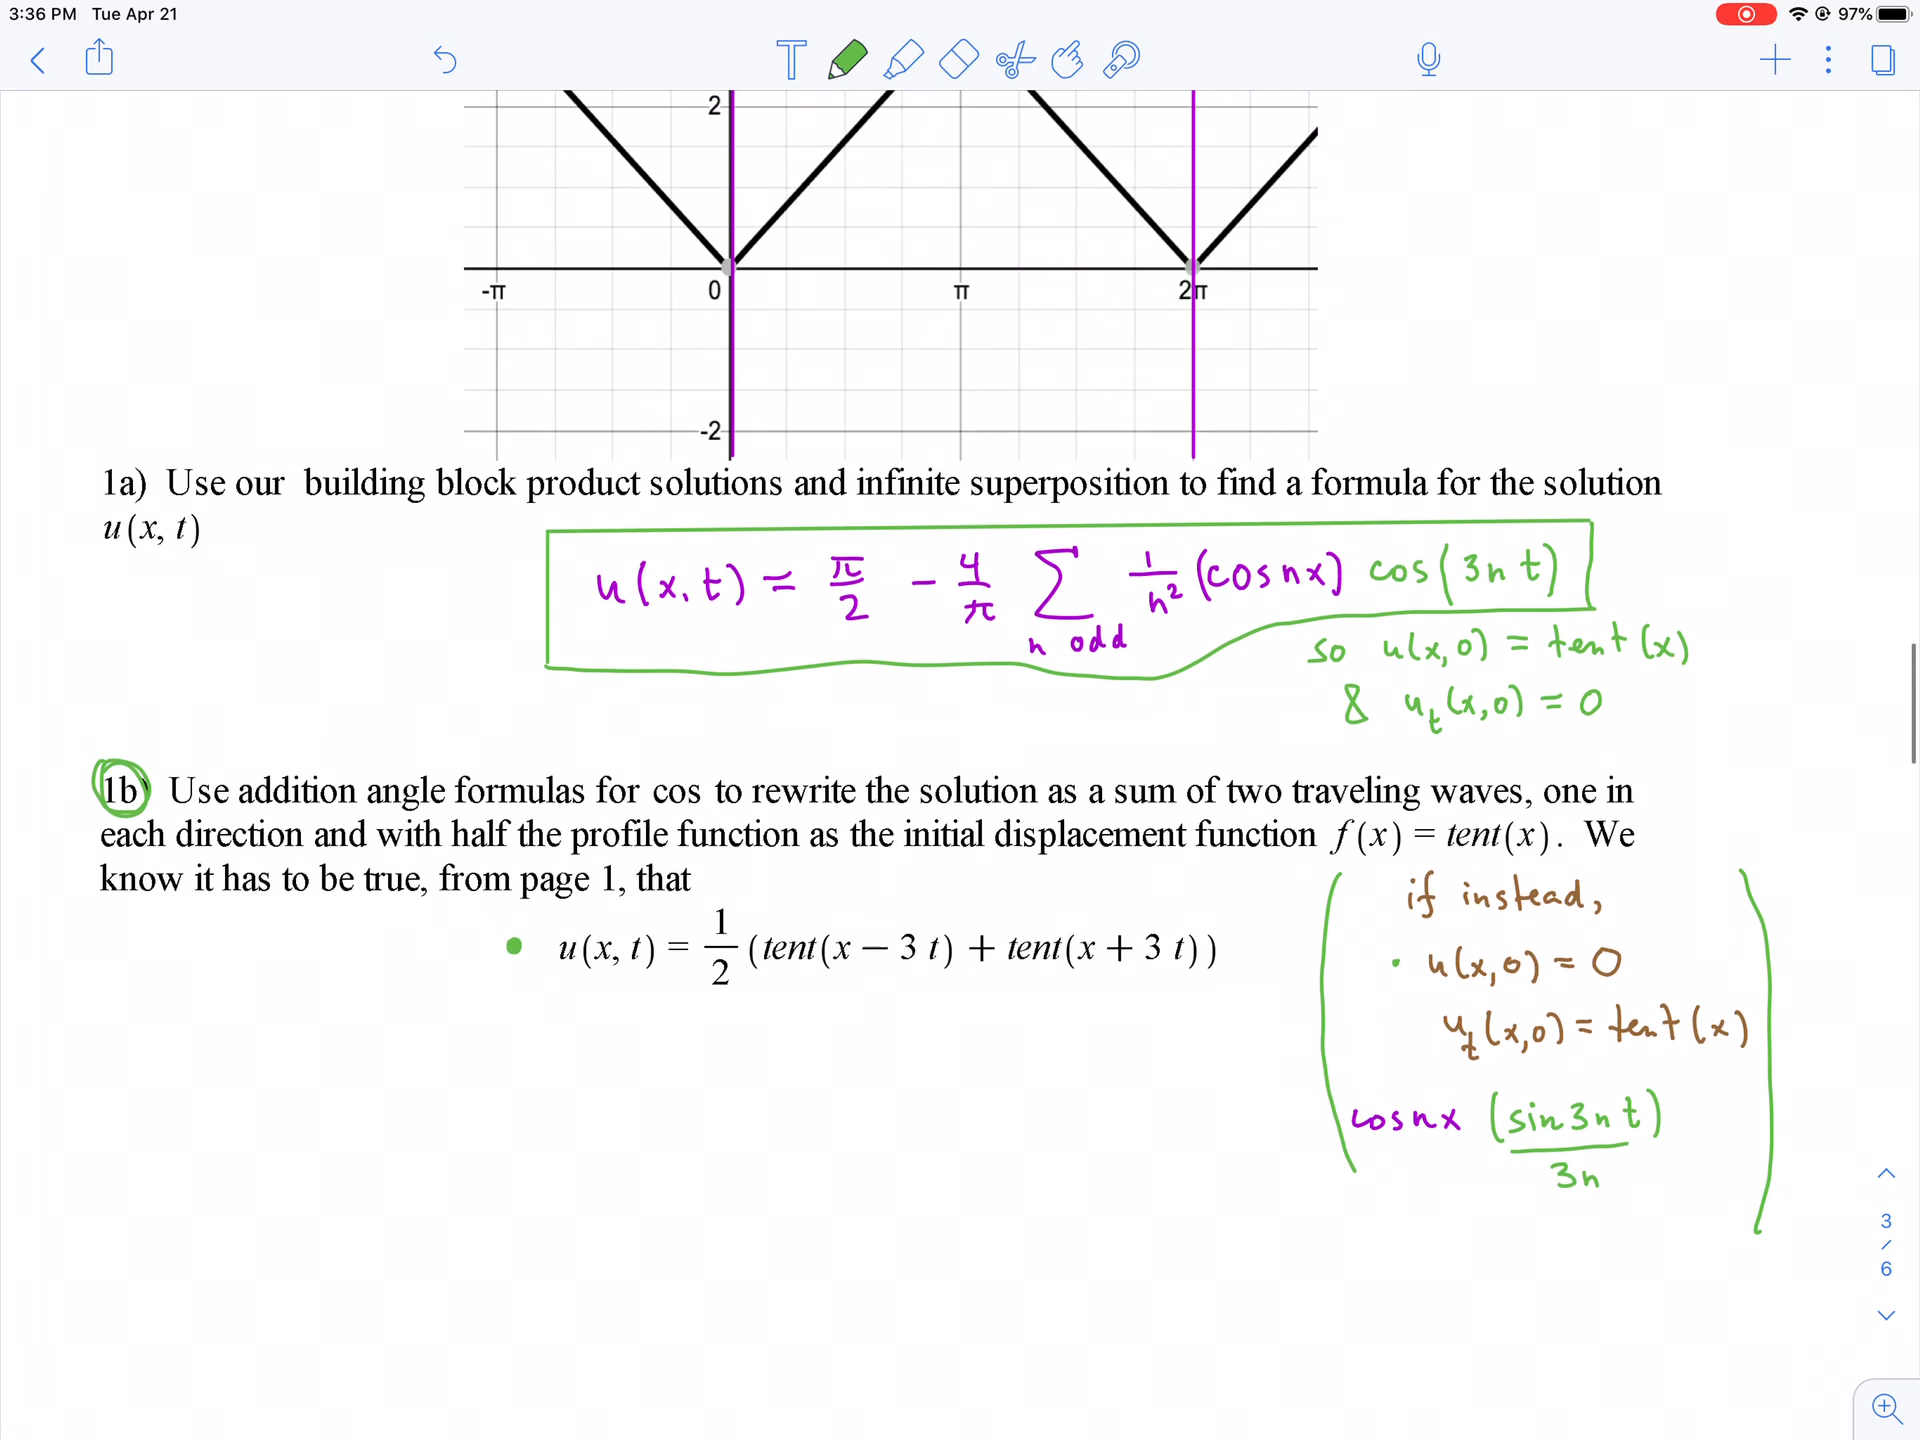 3:36 PM Tue Apr 21
97%
2
-π 0 π 2π
-2
1a) Use our building block product solutions and infinite superposition to find a formula for the solution
u(x, t)
u(x,t) = π/2 - 4/π ∑ n odd 1/n² (cos nx) cos(3n t)
so u(x,0) = tent(x)
& u_t(x,0) = 0
1b) Use addition angle formulas for cos to rewrite the solution as a sum of two traveling waves, one in
each direction and with half the profile function as the initial displacement function f(x) = tent(x). We
know it has to be true, from page 1, that
• u(x, t) = 1/2 (tent(x − 3 t) + tent(x + 3 t))
( if instead,
• u(x,0) = 0
u_t(x,0) = tent(x)
cos nx (sin 3n t)/3n )
3
/
6